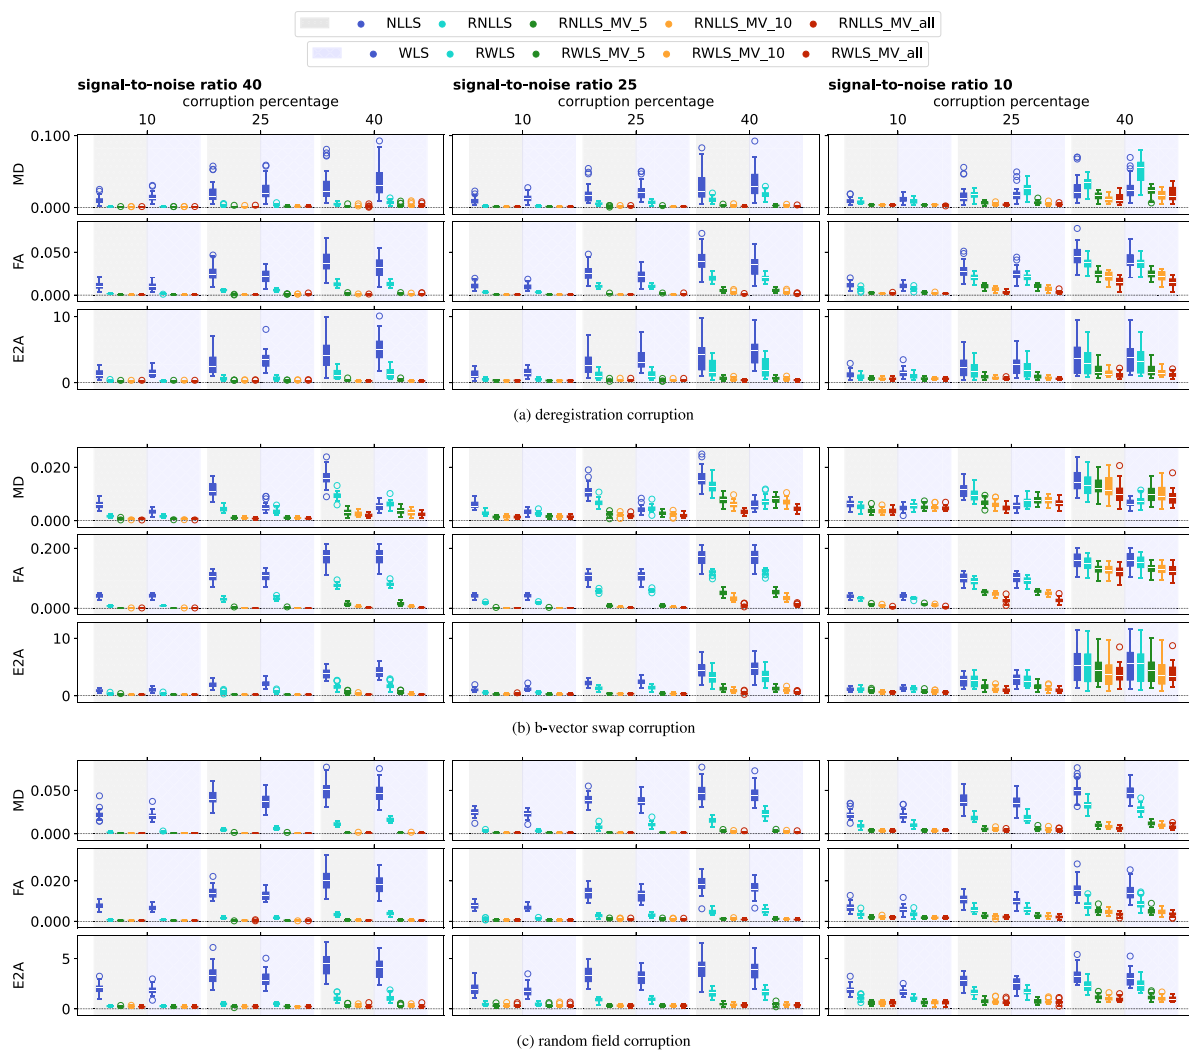 NLLS RNLLS RNLLS_MV_5 RNLLS_MV_10 RNLLS_MV_all
WLS RWLS RWLS_MV_5 RWLS_MV_10 RWLS_MV_all
signal-to-noise ratio 40 signal-to-noise ratio 25 signal-to-noise ratio 10
corruption percentage corruption percentage corruption percentage
10 25 40 10 25 40 10 25 40
0.100
MD
0.000
0.050
FA
0.000
10
E2A
0
(a) deregistration corruption
MD
0.020
0.000
0.200
FA
0.000
10
E2A
0
(b) b-vector swap corruption
MD
0.050
0.000
FA
0.020
0.000
E2A
5
0
(c) random field corruption